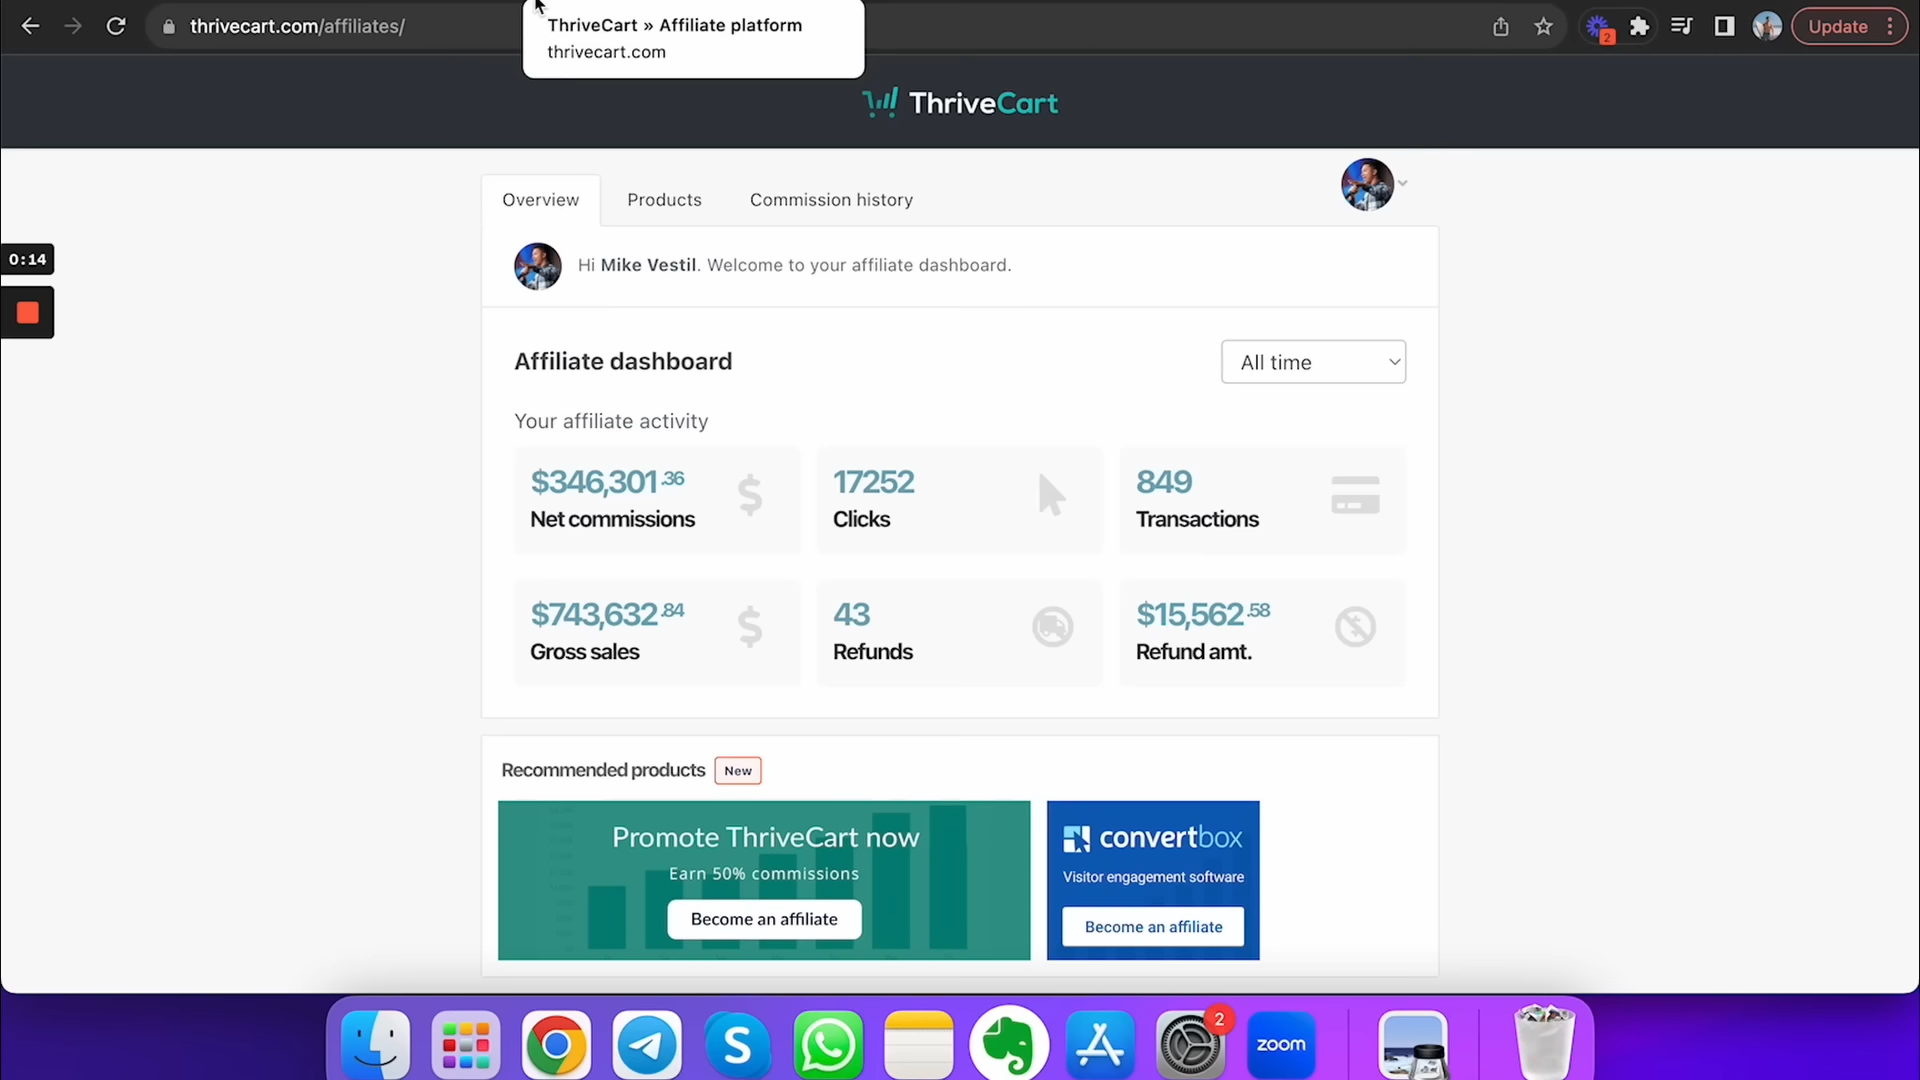 thrivecart.com/affiliates/
ThriveCart » Affiliate platform
thrivecart.com
2
Update
ThriveCart
Overview
Products
Commission history
0:14
Hi Mike Vestil. Welcome to your affiliate dashboard.
Affiliate dashboard
All time
Your affiliate activity
$346,301.36
Net commissions
17252
Clicks
849
Transactions
$743,632.84
Gross sales
43
Refunds
$15,562.58
Refund amt.
Recommended products
New
Promote ThriveCart now
Earn 50% commissions
Become an affiliate
convertbox
Visitor engagement software
Become an affiliate
2
zoom